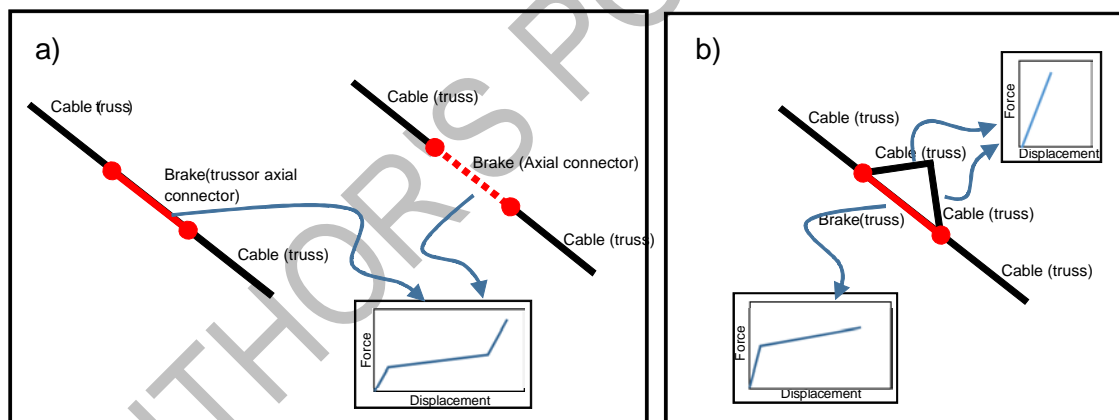 a)
Cable (truss)
Cable (truss)
Brake (Axial connector)
Brake(trussor axial
connector)
Cable (truss)
Cable (truss)
Force
Displacement
b)
Force
Displacement
Cable (truss)
Cable (truss)
Brake(truss)
Cable (truss)
Cable (truss)
Force
Displacement